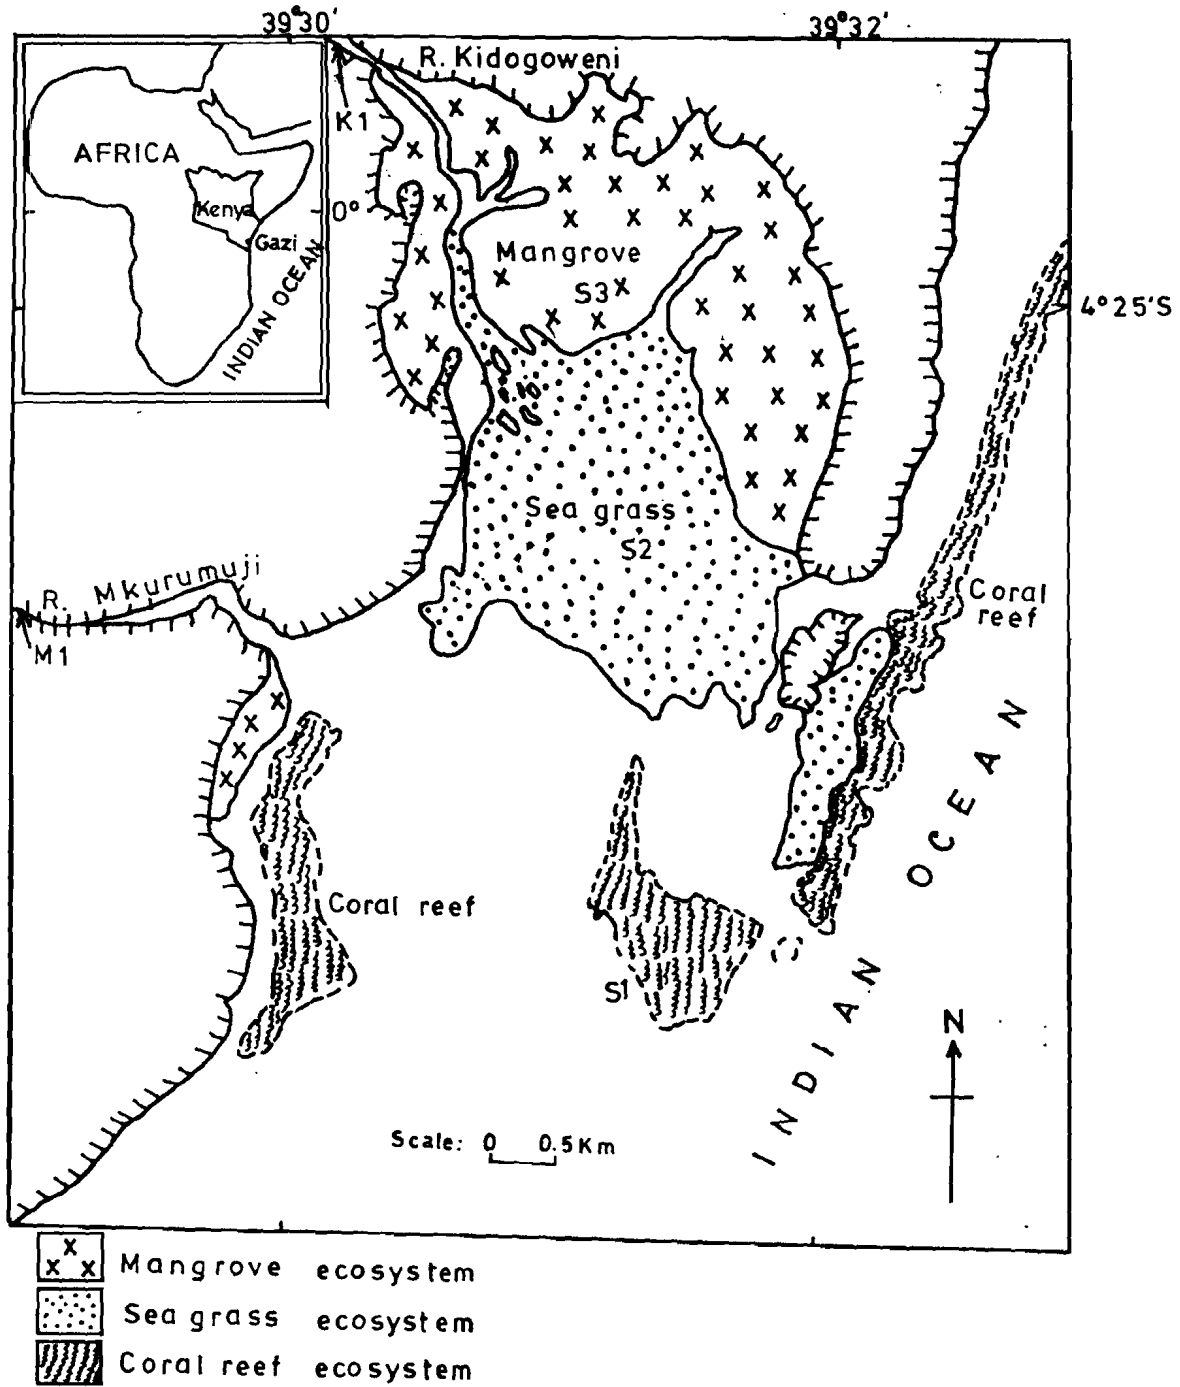 39°30'
39°32'
R. Kidogoweni
K1
AFRICA
Kenya
0°
Gazi
INDIAN OCEAN
Mangrove
S3
4°25'S
Sea grass
S2
R. Mkurumuji
M1
Coral
reef
Coral reef
S1
INDIAN OCEAN
N
Scale: 0 0.5Km
Mangrove ecosystem
Sea grass ecosystem
Coral reef ecosystem